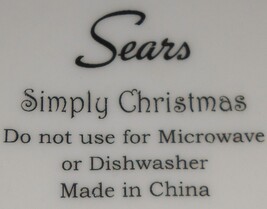 Sears
Simply Christmas
Do not use for Microwave
or Dishwasher
Made in China